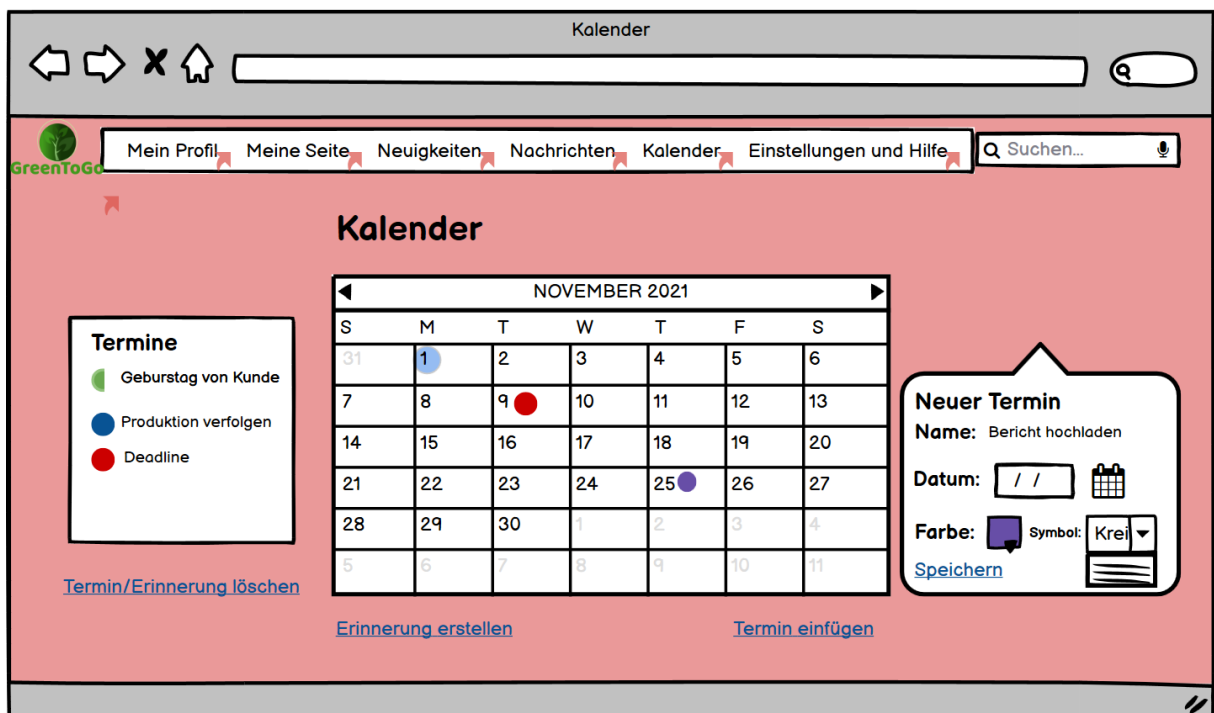 Kalender
GreenToGo
Mein Profil Meine Seite Neuigkeiten Nachrichten Kalender Einstellungen und Hilfe Suchen...
Kalender
NOVEMBER 2021
S M T W T F S
31 1 2 3 4 5 6
7 8 9 10 11 12 13
14 15 16 17 18 19 20
21 22 23 24 25 26 27
28 29 30 1 2 3 4
5 6 7 8 9 10 11
Termine
Geburstag von Kunde
Produktion verfolgen
Deadline
Termin/Erinnerung löschen
Erinnerung erstellen
Termin einfügen
Neuer Termin
Name: Bericht hochladen
Datum: / /
Farbe: Symbol: Krei
Speichern